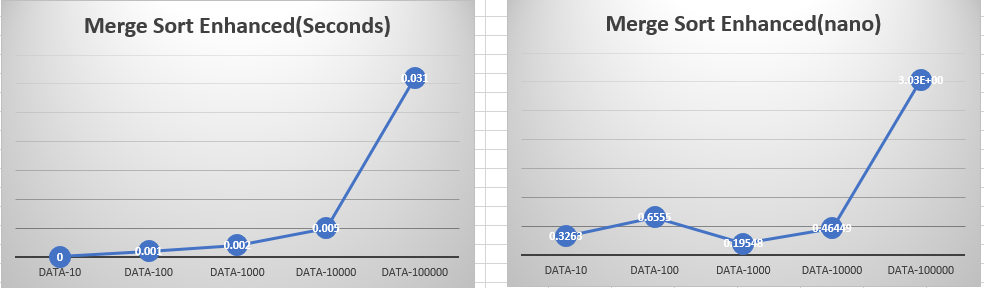 Merge Sort Enhanced(Seconds)
0.031
0.005
0.002
0.001
0
DATA-10 DATA-100 DATA-1000 DATA-10000 DATA-100000
Merge Sort Enhanced(nano)
3.03E+00
0.6555
0.46449
0.3263
0.19548
DATA-10 DATA-100 DATA-1000 DATA-10000 DATA-100000